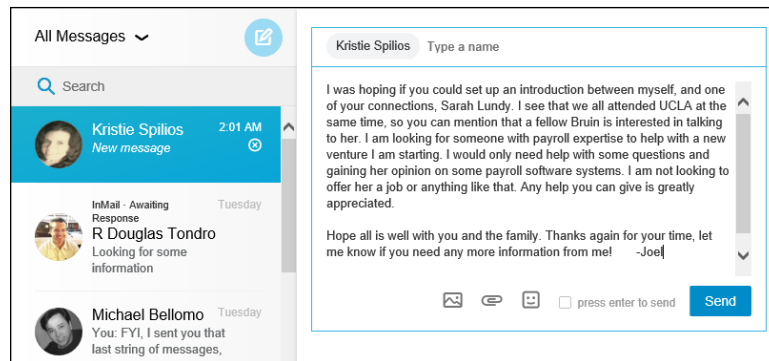 All Messages
Search
Kristie Spilios
2:01 AM
New message
InMail - Awaiting
Response
Tuesday
R Douglas Tondro
Looking for some
information
Michael Bellomo
Tuesday
You: FYI, I sent you that
last string of messages,
Kristie Spilios Type a name
I was hoping if you could set up an introduction between myself, and one
of your connections, Sarah Lundy. I see that we all attended UCLA at the
same time, so you can mention that a fellow Bruin is interested in talking
to her. I am looking for someone with payroll expertise to help with a new
venture I am starting. I would only need help with some questions and
gaining her opinion on some payroll software systems. I am not looking to
offer her a job or anything like that. Any help you can give is greatly
appreciated.
Hope all is well with you and the family. Thanks again for your time, let
me know if you need any more information from me! -Joel
press enter to send
Send